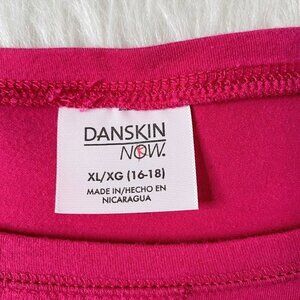 DANSKIN
NOW.
XL/XG (16-18)
MADE IN/HECHO EN
NICARAGUA